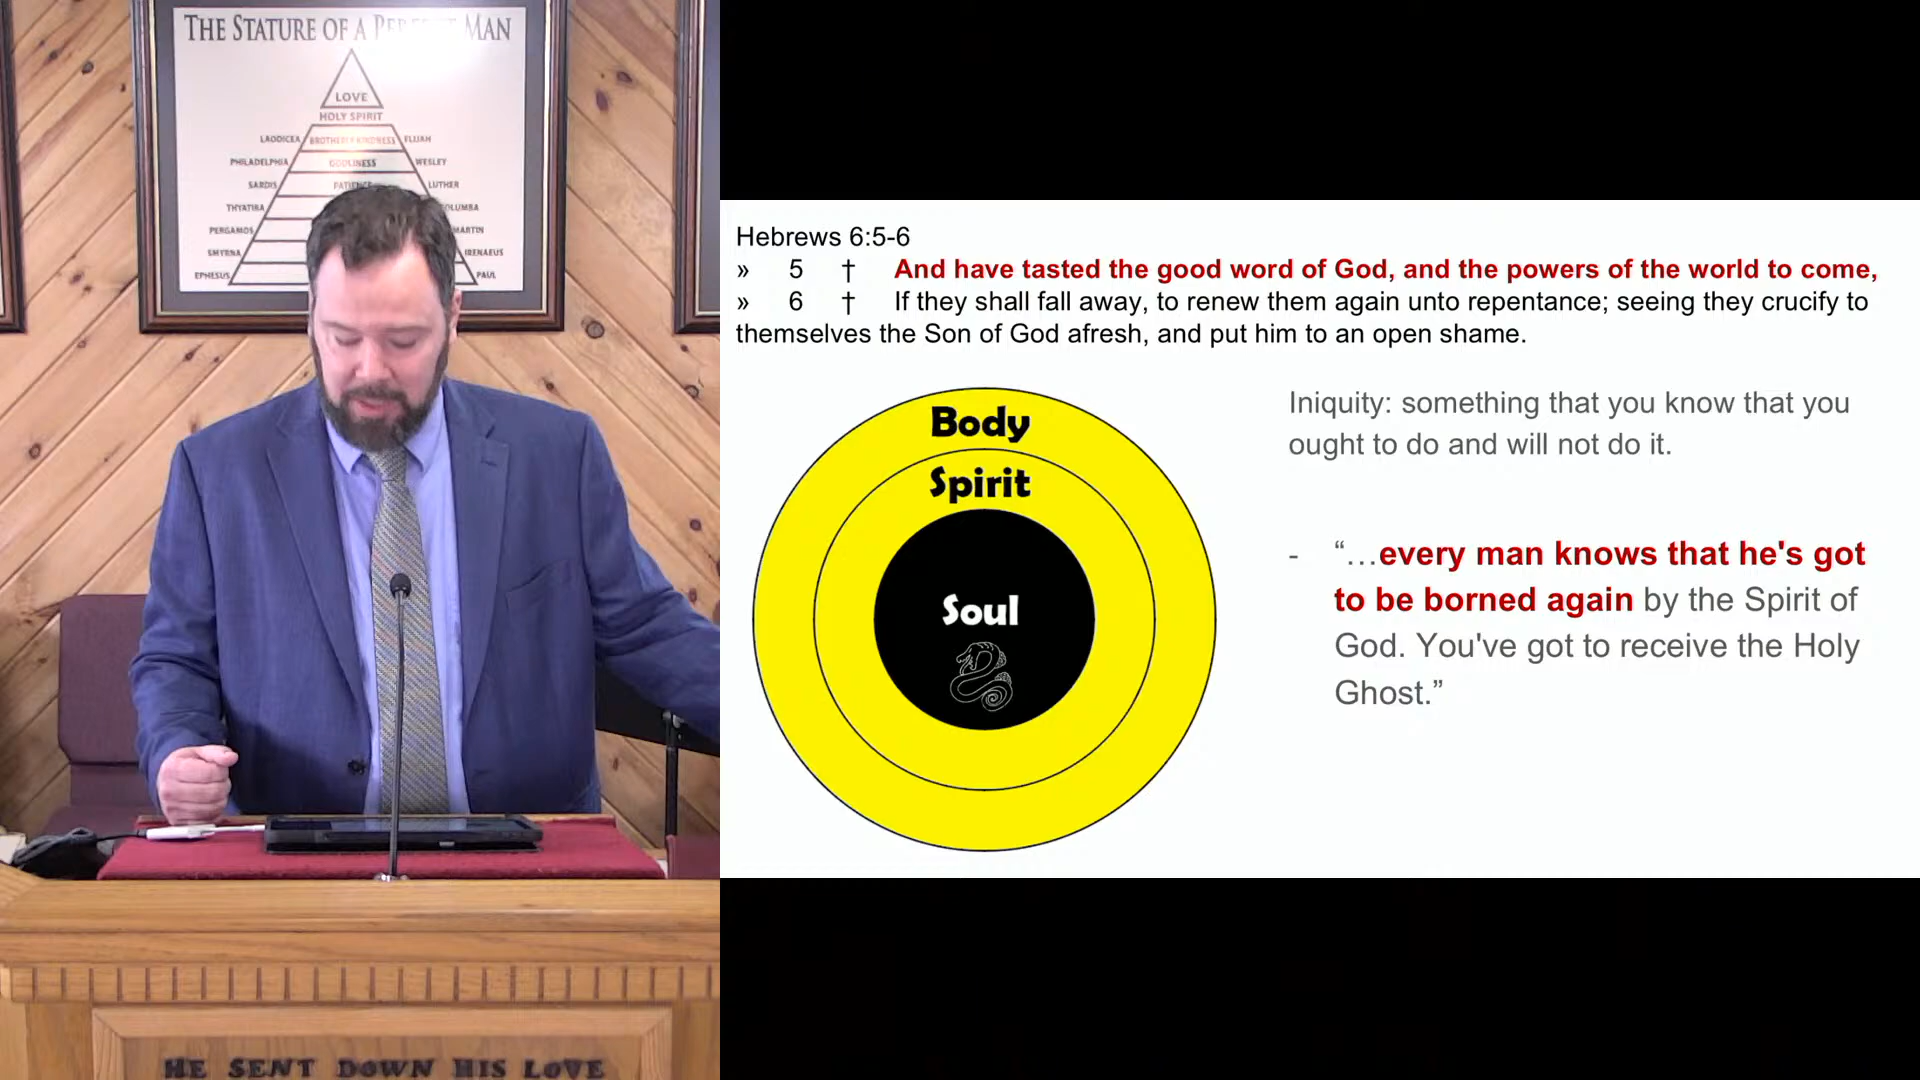 THE STATURE OF A PERFECT MAN
LOVE
HOLY SPIRIT
LAODICEA BROTHERLY KINDNESS ELIJAH
PHILADELPHIA GODLINESS WESLEY
SARDIS PATIENCE LUTHER
THYATIRA COLUMBA
PERGAMOS MARTIN
SMYRNA IRENAEUS
EPHESUS PAUL
HE SENT DOWN HIS LOVE
Hebrews 6:5-6
» 5 † And have tasted the good word of God, and the powers of the world to come,
» 6 † If they shall fall away, to renew them again unto repentance; seeing they crucify to
themselves the Son of God afresh, and put him to an open shame.
Body
Spirit
Soul
Iniquity: something that you know that you
ought to do and will not do it.
- “…every man knows that he's got
to be borned again by the Spirit of
God. You've got to receive the Holy
Ghost.”